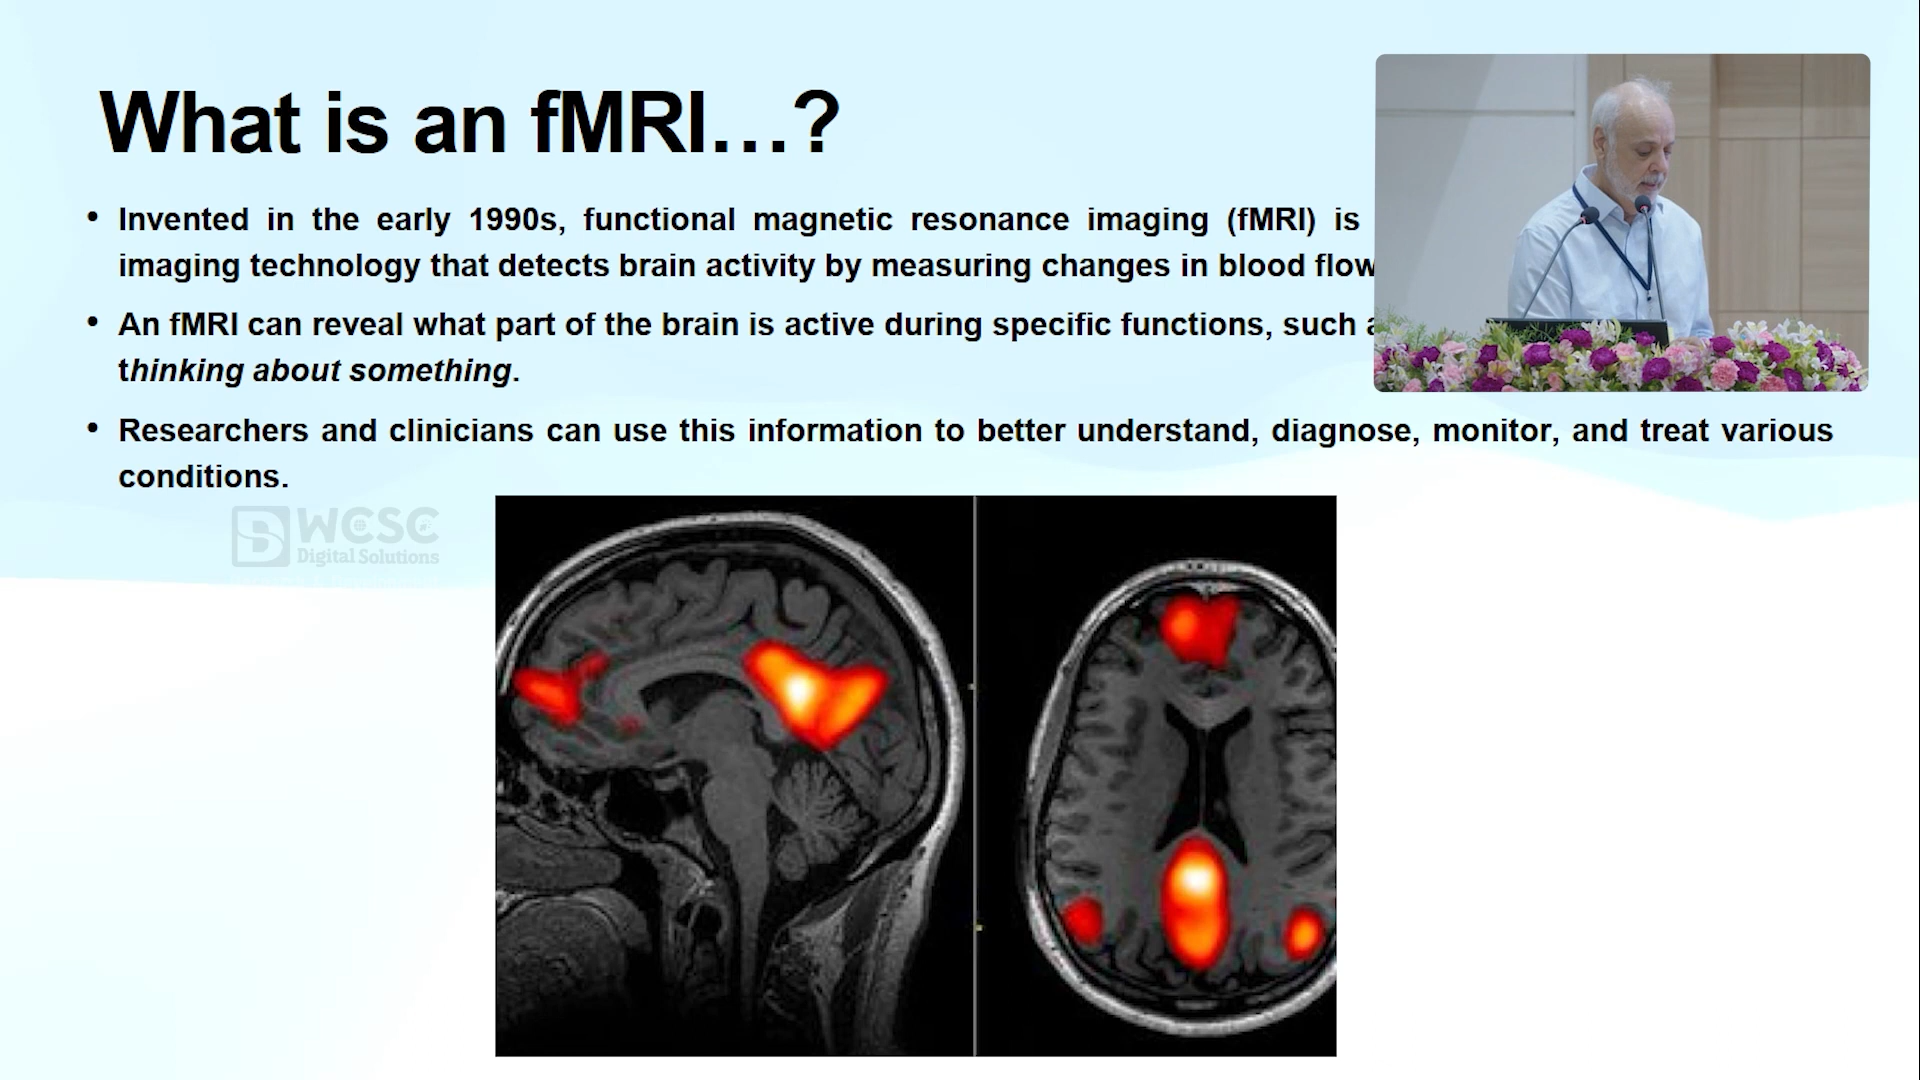 What is an fMRI…?
• Invented in the early 1990s, functional magnetic resonance imaging (fMRI) is
imaging technology that detects brain activity by measuring changes in blood flow
• An fMRI can reveal what part of the brain is active during specific functions, such
thinking about something.
• Researchers and clinicians can use this information to better understand, diagnose, monitor, and treat various
conditions.
B WCSC
Digital Solutions